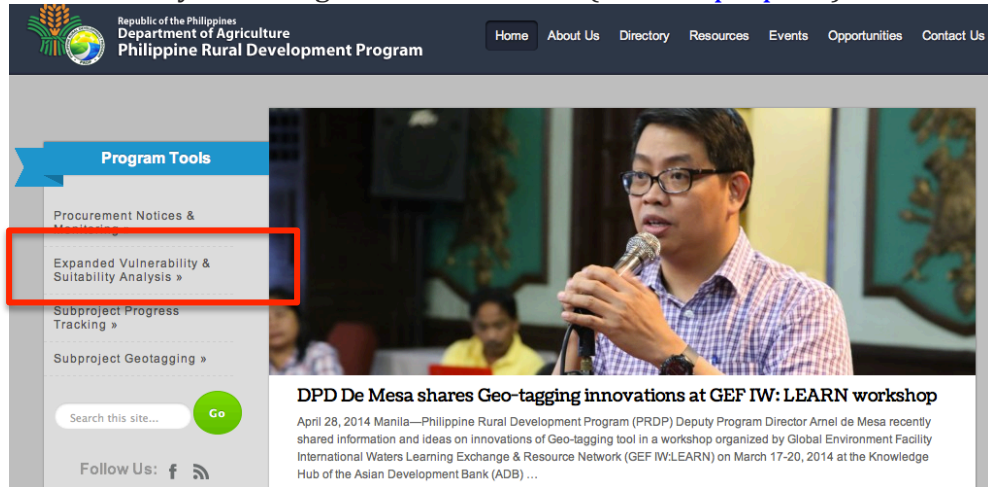 Republic of the Philippines
Department of Agriculture
Philippine Rural Development Program
Home About Us Directory Resources Events Opportunities Contact Us
Program Tools
Procurement Notices &
Monitoring »
Expanded Vulnerability &
Suitability Analysis »
Subproject Progress
Tracking »
Subproject Geotagging »
Search this site... Go
Follow Us:
DPD De Mesa shares Geo-tagging innovations at GEF IW: LEARN workshop
April 28, 2014 Manila—Philippine Rural Development Program (PRDP) Deputy Program Director Arnel de Mesa recently
shared information and ideas on innovations of Geo-tagging tool in a workshop organized by Global Environment Facility
International Waters Learning Exchange & Resource Network (GEF IW:LEARN) on March 17-20, 2014 at the Knowledge
Hub of the Asian Development Bank (ADB) …